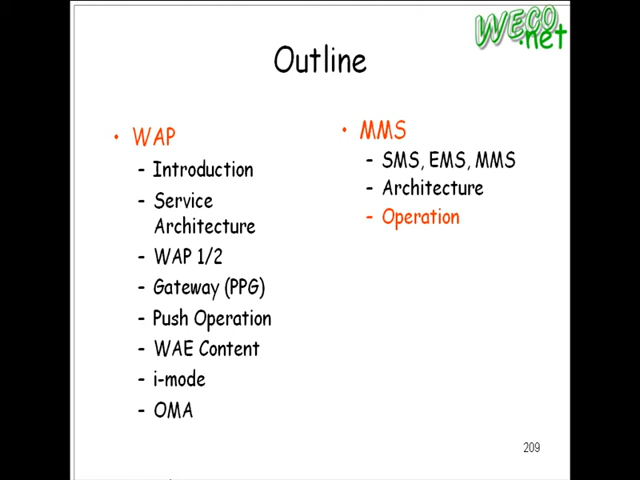 WECO
.net
Outline
• WAP
- Introduction
- Service
Architecture
- WAP 1/2
- Gateway (PPG)
- Push Operation
- WAE Content
- i-mode
- OMA
• MMS
- SMS, EMS, MMS
- Architecture
- Operation
209